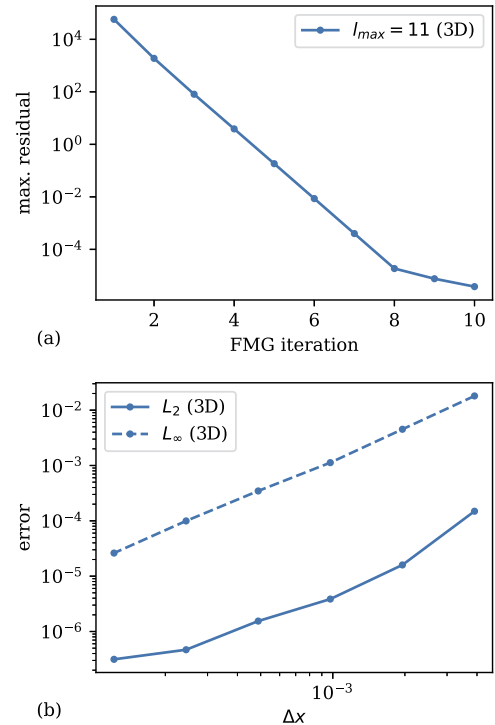 10^4
10^2
10^0
10^-2
10^-4
max. residual
l_max = 11 (3D)
2 4 6 8 10
FMG iteration
(a)
10^-2
10^-3
10^-4
10^-5
10^-6
error
L_2 (3D)
L_∞ (3D)
10^-3
Δx
(b)